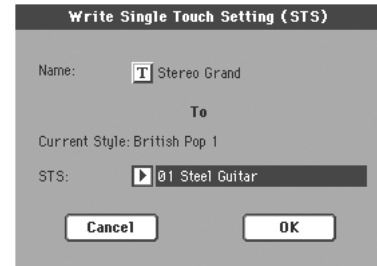 Write Single Touch Setting (STS)
Name: T Stereo Grand
To
Current Style: British Pop 1
STS: 01 Steel Guitar
Cancel OK